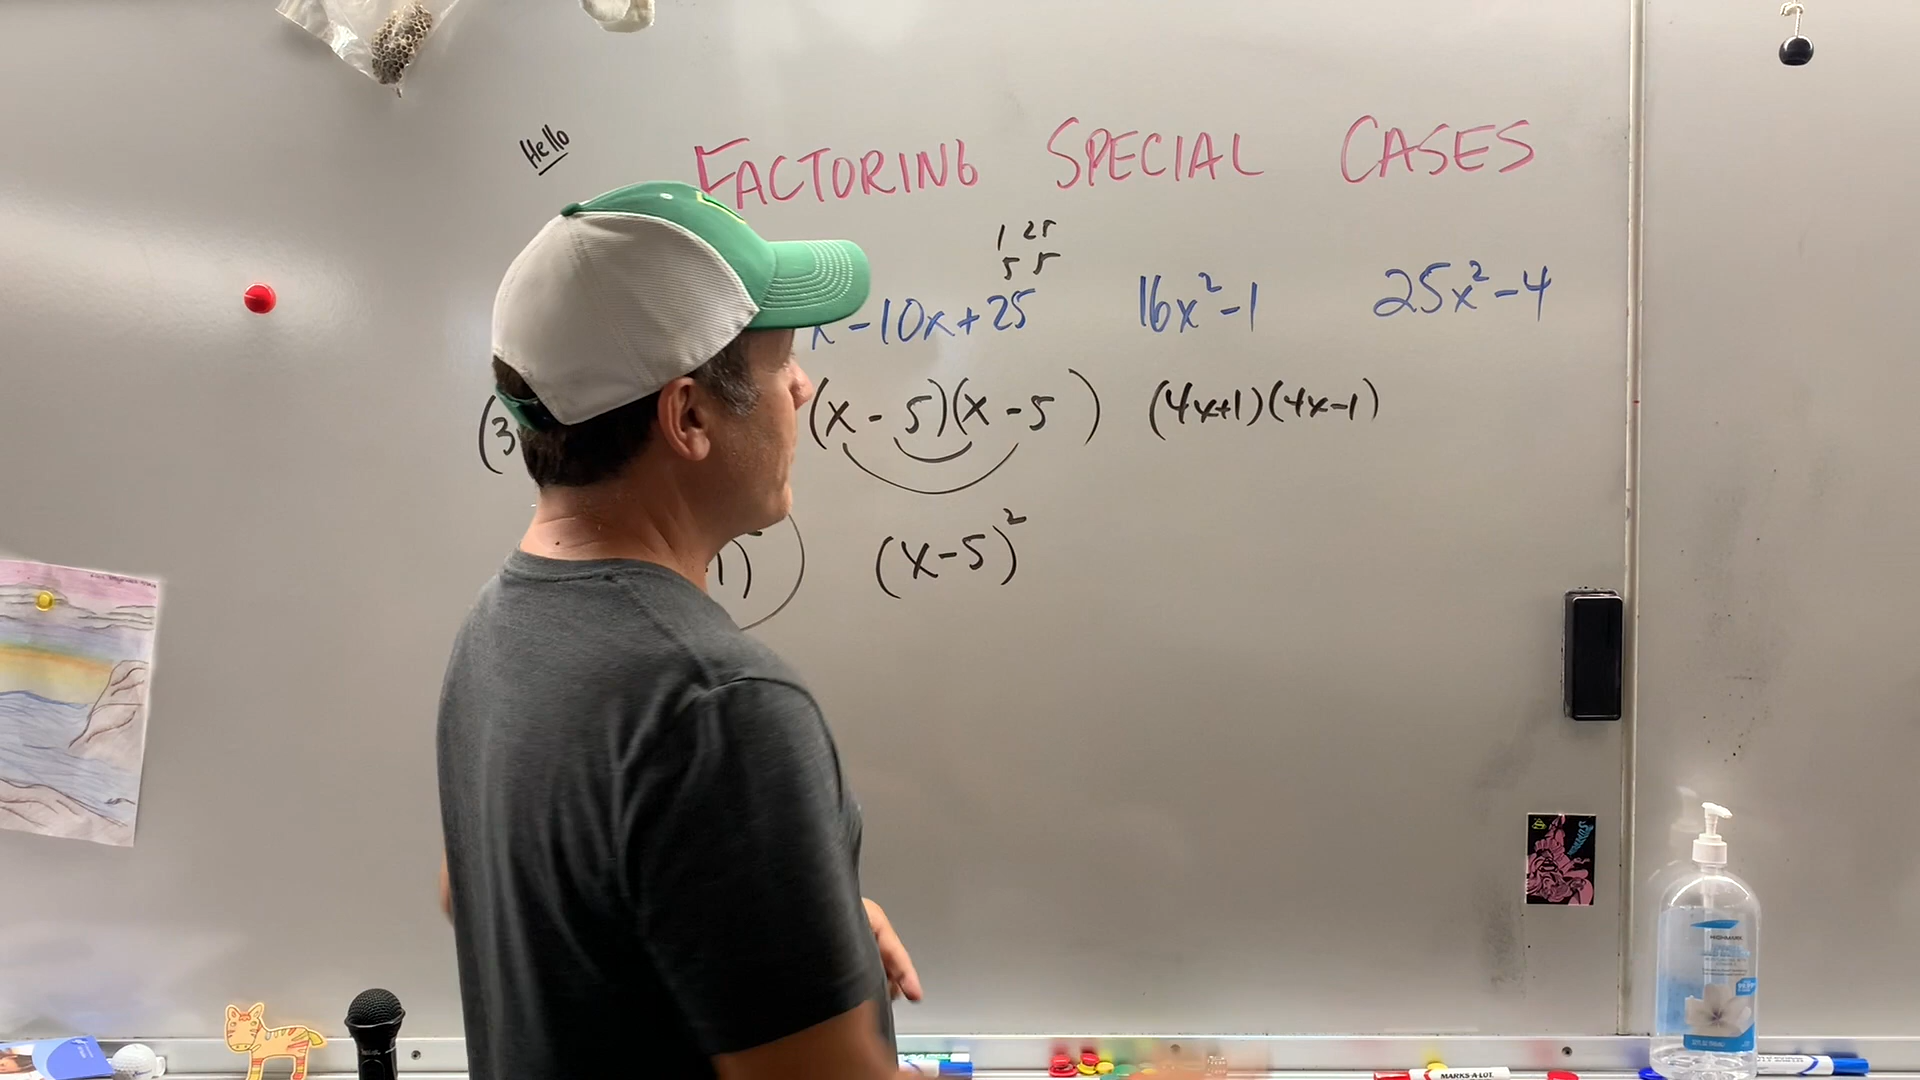 Hello
FACTORING SPECIAL CASES
1 25
5 5
-10x+25
16x²-1
25x²-4
(3
(x - 5)(x - 5)
(4x+1)(4x-1)
1)
(x-5)²
MARKS-A-LOT